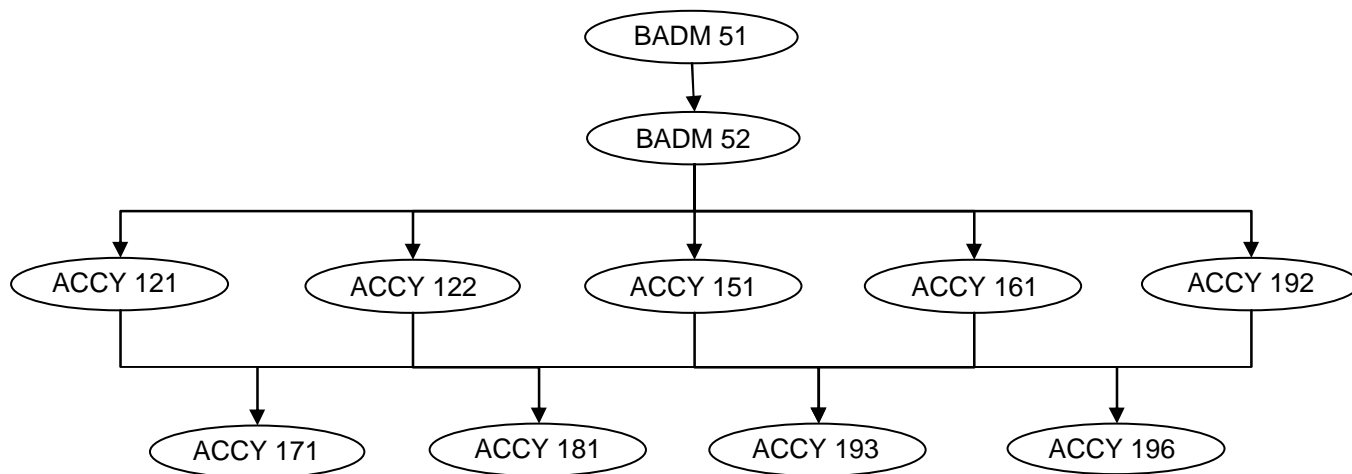 BADM 51
BADM 52
ACCY 121
ACCY 122
ACCY 151
ACCY 161
ACCY 192
ACCY 171
ACCY 181
ACCY 193
ACCY 196